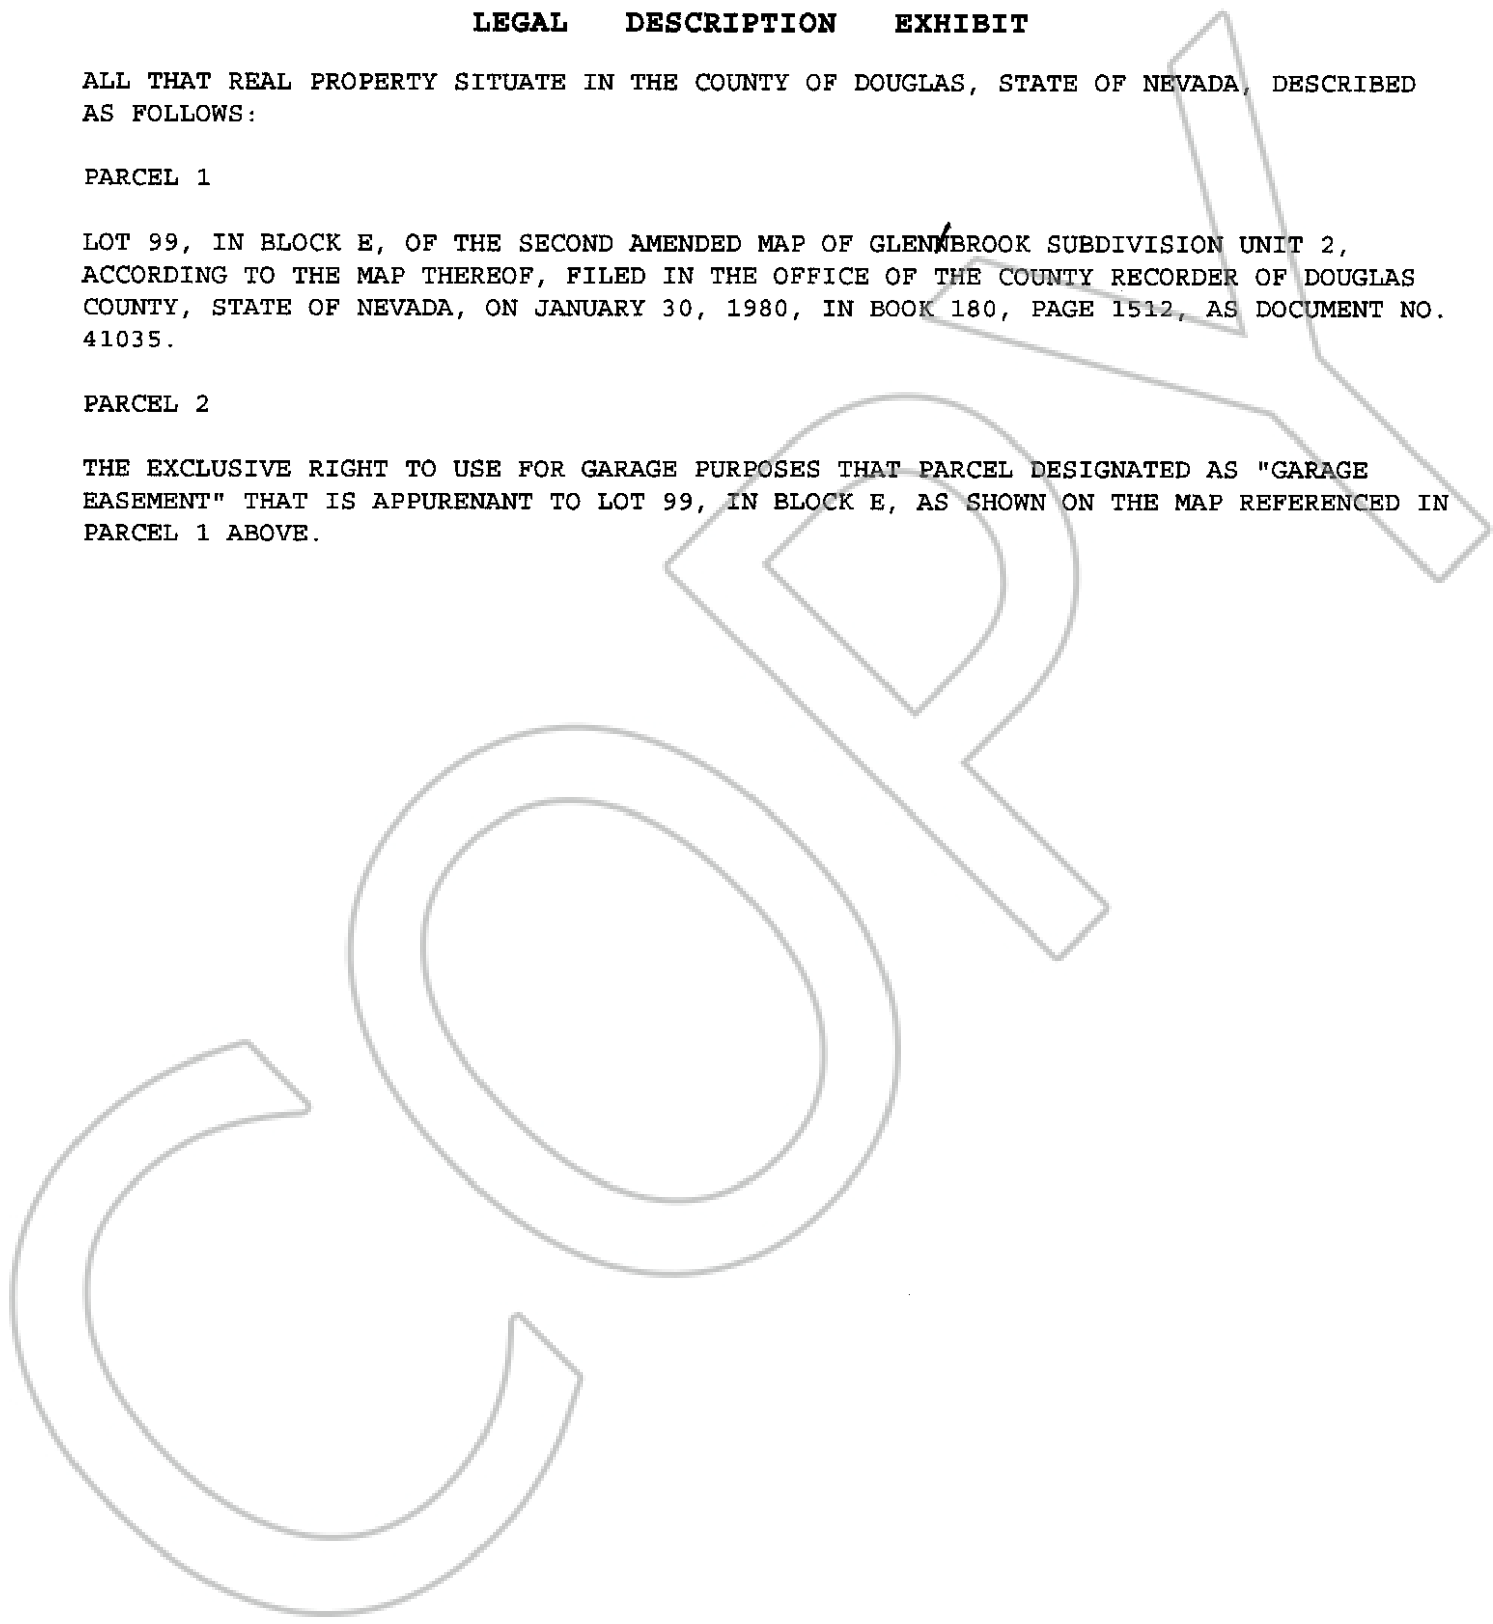 LEGAL DESCRIPTION EXHIBIT
ALL THAT REAL PROPERTY SITUATE IN THE COUNTY OF DOUGLAS, STATE OF NEVADA, DESCRIBED
AS FOLLOWS:
PARCEL 1
LOT 99, IN BLOCK E, OF THE SECOND AMENDED MAP OF GLENNBROOK SUBDIVISION UNIT 2,
ACCORDING TO THE MAP THEREOF, FILED IN THE OFFICE OF THE COUNTY RECORDER OF DOUGLAS
COUNTY, STATE OF NEVADA, ON JANUARY 30, 1980, IN BOOK 180, PAGE 1512, AS DOCUMENT NO.
41035.
PARCEL 2
THE EXCLUSIVE RIGHT TO USE FOR GARAGE PURPOSES THAT PARCEL DESIGNATED AS "GARAGE
EASEMENT" THAT IS APPURENANT TO LOT 99, IN BLOCK E, AS SHOWN ON THE MAP REFERENCED IN
PARCEL 1 ABOVE.
COPY